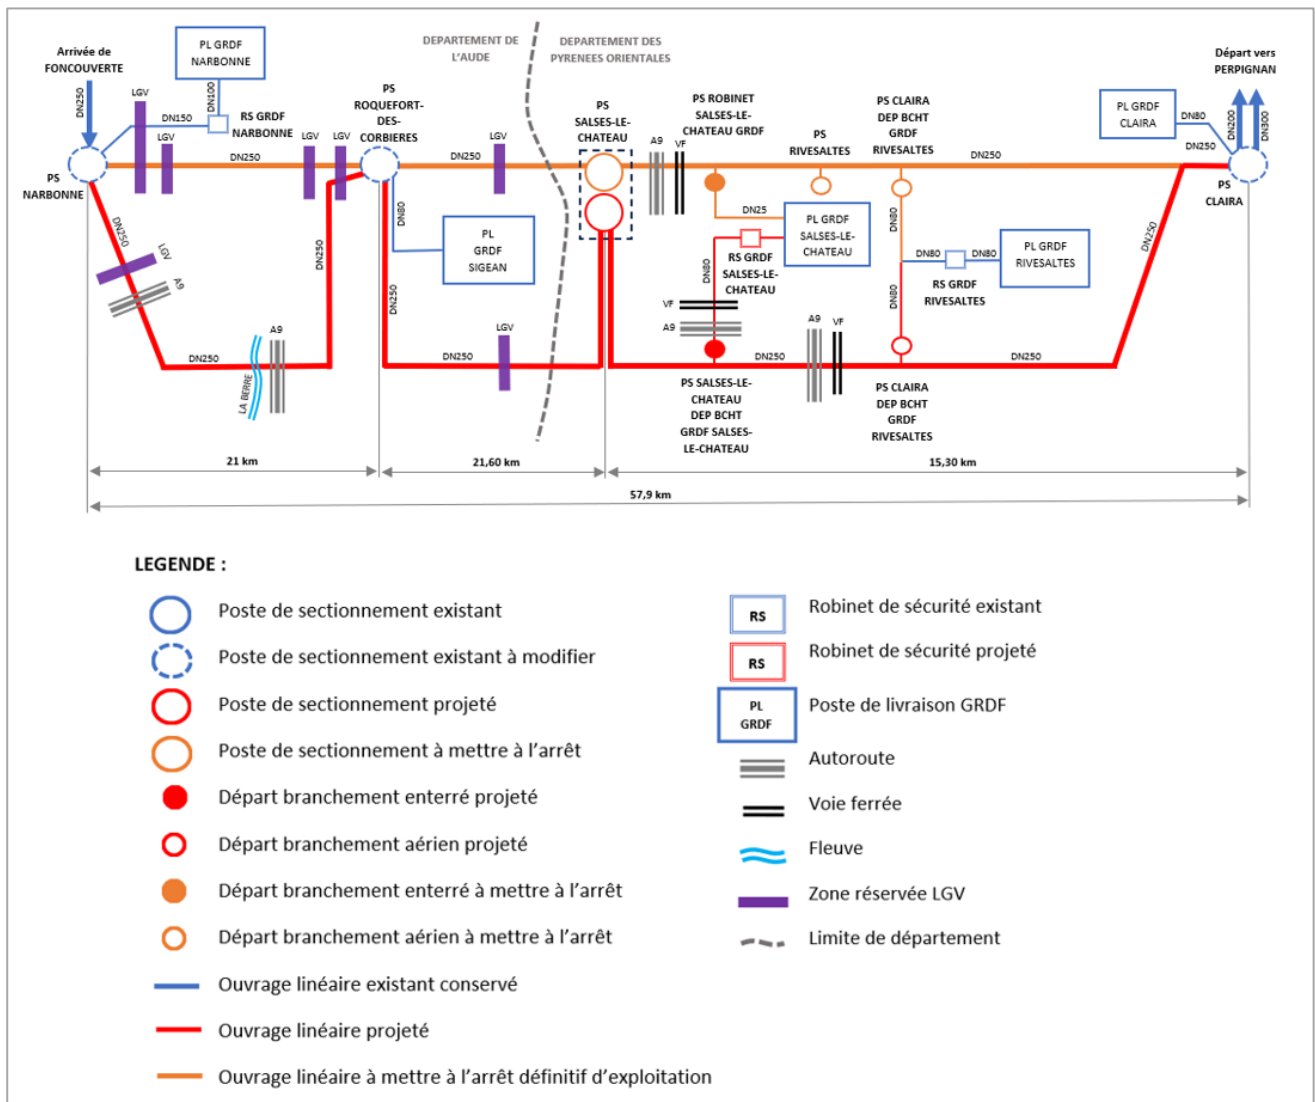 Arrivée de
FONCOUVERTE
DN250
PL GRDF
NARBONNE
DN100
LGV
DN150
RS GRDF
NARBONNE
LGV
DN250
LGV
LGV
PS
NARBONNE
PS
ROQUEFORT-
DES-
CORBIERES
DEPARTEMENT DE
L'AUDE
DEPARTEMENT DES
PYRENEES ORIENTALES
DN250
LGV
PS
SALSES-LE-
CHATEAU
A9
VF
PS ROBINET
SALSES-LE-
CHATEAU GRDF
PS
RIVESALTES
PS CLAIRA
DEP BCHT
GRDF
RIVESALTES
DN250
PL GRDF
CLAIRA
DN80
DN250
Départ vers
PERPIGNAN
DN200
DN300
PS
CLAIRA
DN80
PL
GRDF
SIGEAN
DN25
PL GRDF
SALSES-LE-
CHATEAU
RS GRDF
SALSES-LE-
CHATEAU
DN80
DN80
DN80
DN80
PL GRDF
RIVESALTES
RS GRDF
RIVESALTES
DN80
DN250
LGV
A9
DN250
DN250
DN250
LA BERRE
A9
DN250
DN250
LGV
VF
A9
DN250
A9
VF
DN250
PS SALSES-LE-
CHATEAU
DEP BCHT
GRDF SALSES-
LE-CHATEAU
PS CLAIRA
DEP BCHT
GRDF
RIVESALTES
21 km
21,60 km
15,30 km
57,9 km
LEGENDE :
Poste de sectionnement existant
Poste de sectionnement existant à modifier
Poste de sectionnement projeté
Poste de sectionnement à mettre à l'arrêt
Départ branchement enterré projeté
Départ branchement aérien projeté
Départ branchement enterré à mettre à l'arrêt
Départ branchement aérien à mettre à l'arrêt
Ouvrage linéaire existant conservé
Ouvrage linéaire projeté
Ouvrage linéaire à mettre à l'arrêt définitif d'exploitation
RS
Robinet de sécurité existant
RS
Robinet de sécurité projeté
PL
GRDF
Poste de livraison GRDF
Autoroute
Voie ferrée
Fleuve
Zone réservée LGV
Limite de département